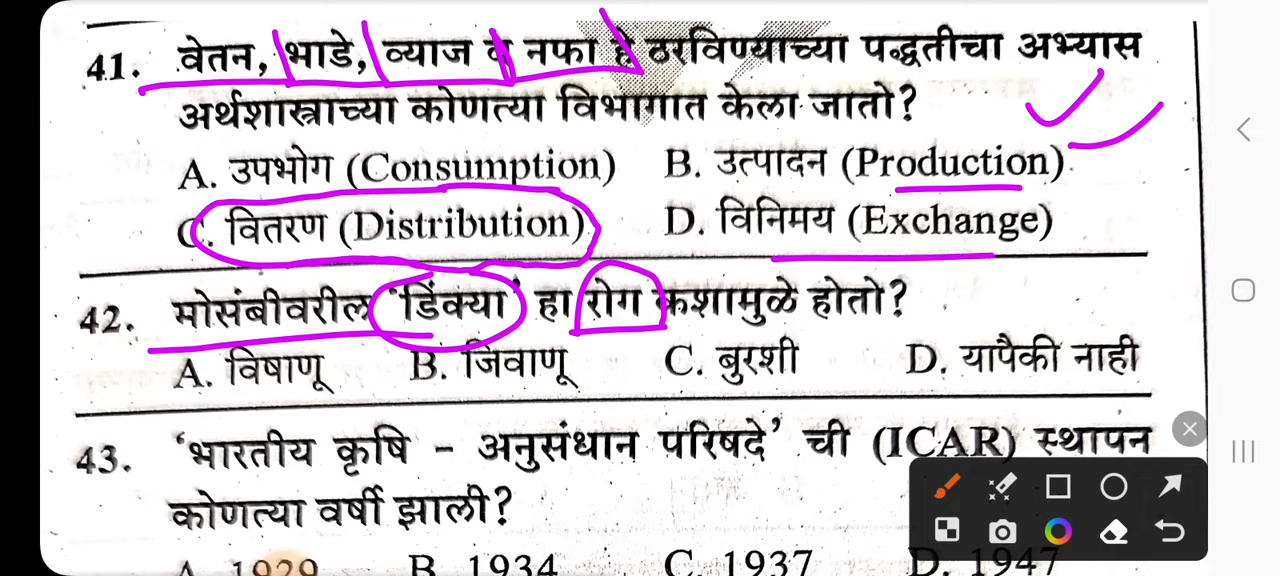 41. वेतन, भाडे, व्याज व नफा हे ठरविण्याच्या पद्धतीचा अभ्यास
अर्थशास्त्राच्या कोणत्या विभागात केला जातो?
A. उपभोग (Consumption) B. उत्पादन (Production)
C. वितरण (Distribution) D. विनिमय (Exchange)
42. मोसंबीवरील 'डिंक्या' हा रोग कशामुळे होतो?
A. विषाणू B. जिवाणू C. बुरशी D. यापैकी नाही
43. 'भारतीय कृषि - अनुसंधान परिषदे' ची (ICAR) स्थापन
कोणत्या वर्षी झाली?
A. 1929 B. 1934 C. 1937 D. 1947